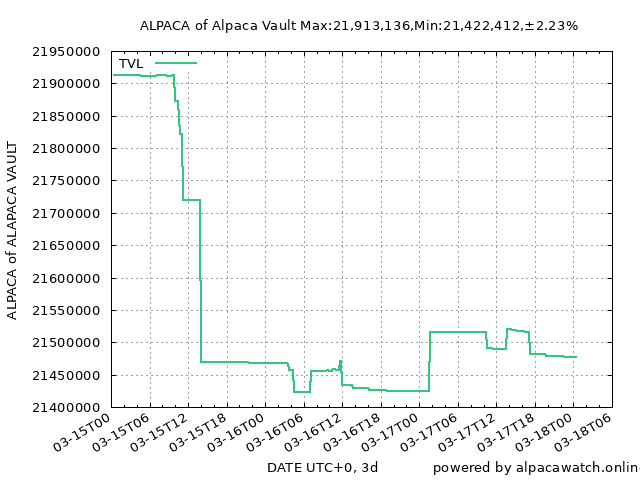 ALPACA of Alpaca Vault Max:21,913,136,Min:21,422,412,±2.23%
TVL
ALPACA of ALAPACA VAULT
21950000
21900000
21850000
21800000
21750000
21700000
21650000
21600000
21550000
21500000
21450000
21400000
03-15T00
03-15T06
03-15T12
03-15T18
03-16T00
03-16T06
03-16T12
03-16T18
03-17T00
03-17T06
03-17T12
03-17T18
03-18T00
03-18T06
DATE UTC+0, 3d
powered by alpacawatch.onlin